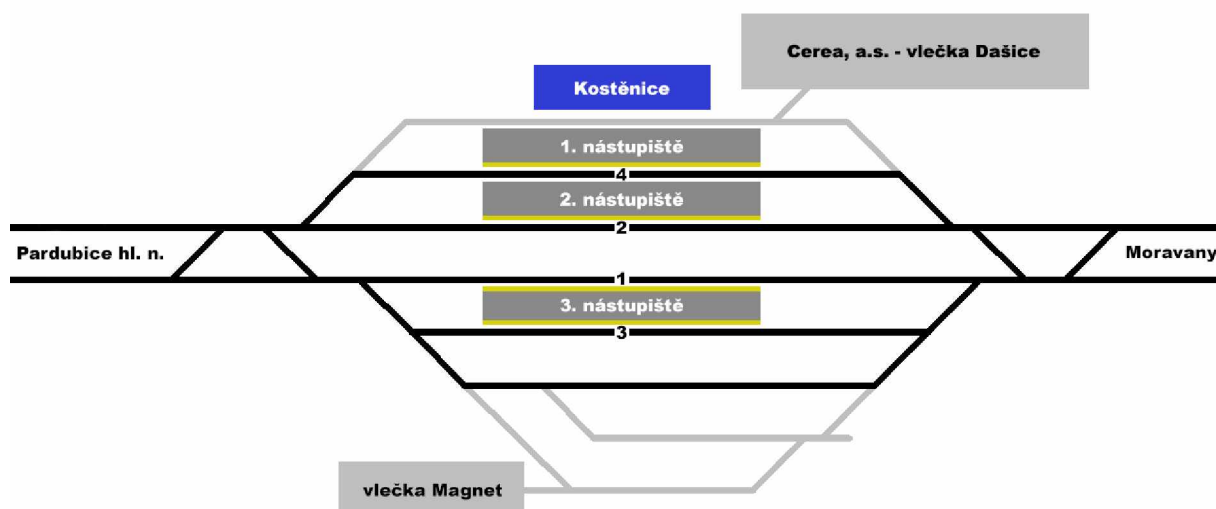 Cerea, a.s. - vlečka Dašice
Kostěnice
1. nástupiště
4
2. nástupiště
2
Pardubice hl. n.
Moravany
1
3. nástupiště
3
vlečka Magnet